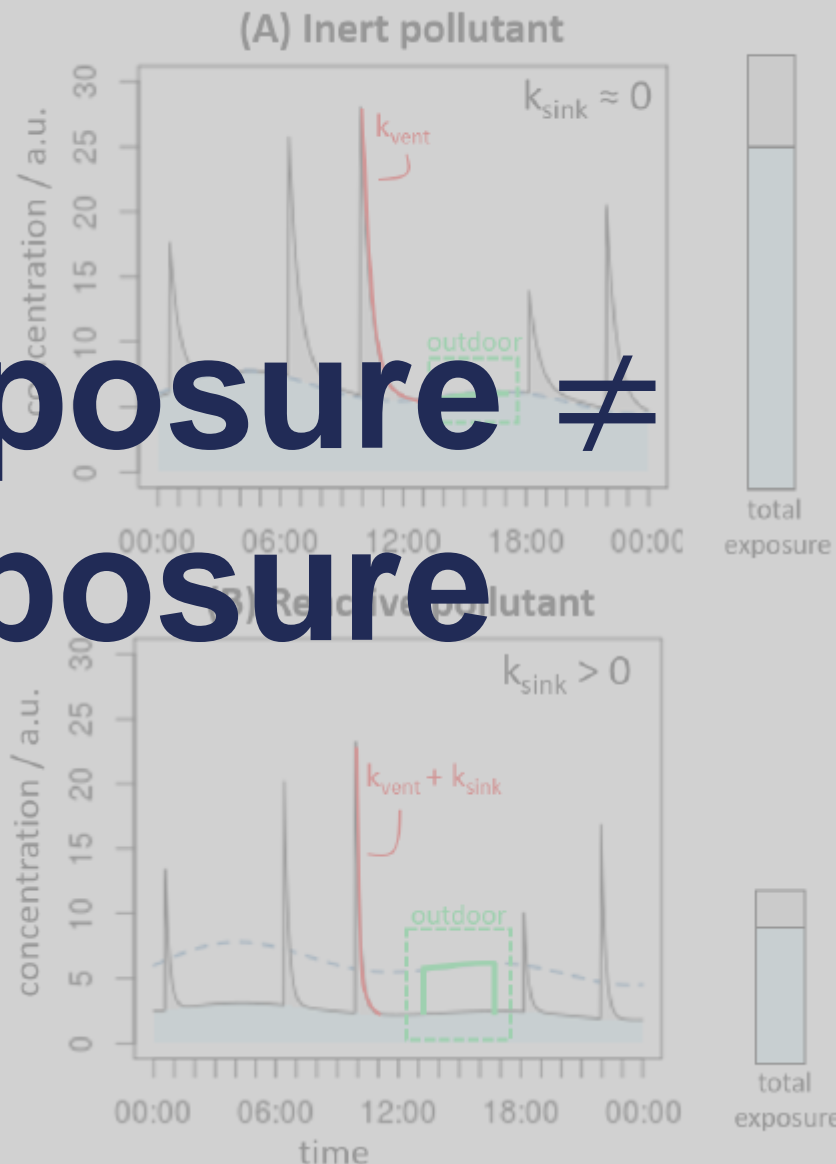 (A) Inert pollutant
k_sink ≈ 0
k_vent
concentration / a.u.
30
25
20
15
10
0
outdoor
posure ≠
00:00 06:00 12:00 18:00 00:00
total
exposure
posure
(B) Reactive pollutant
k_sink > 0
k_vent + k_sink
concentration / a.u.
30
25
20
15
10
5
0
outdoor
00:00 06:00 12:00 18:00 00:00
time
total
exposure